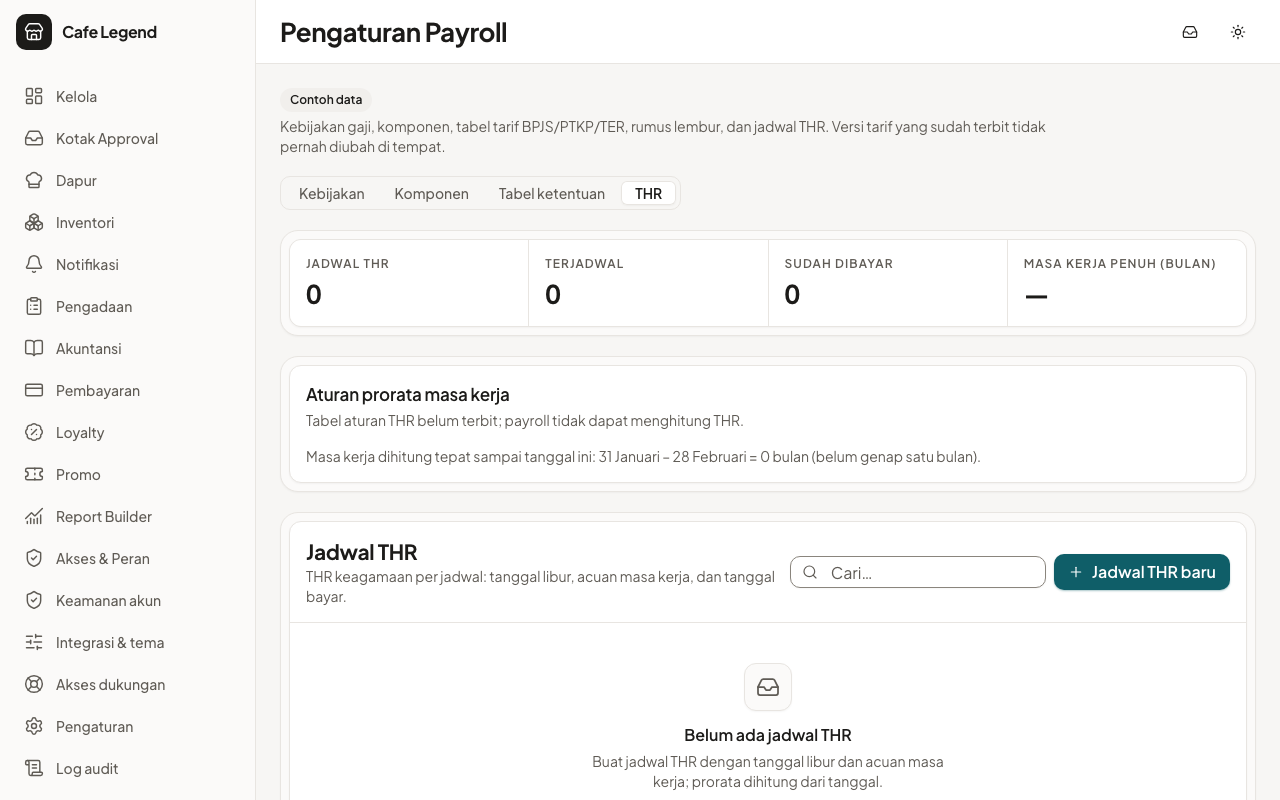 Cafe Legend
Pengaturan Payroll
Kelola
Kotak Approval
Dapur
Inventori
Notifikasi
Pengadaan
Akuntansi
Pembayaran
Loyalty
Promo
Report Builder
Akses & Peran
Keamanan akun
Integrasi & tema
Akses dukungan
Pengaturan
Log audit
Contoh data
Kebijakan gaji, komponen, tabel tarif BPJS/PTKP/TER, rumus lembur, dan jadwal THR. Versi tarif yang sudah terbit tidak
pernah diubah di tempat.
Kebijakan Komponen Tabel ketentuan THR
JADWAL THR TERJADWAL SUDAH DIBAYAR MASA KERJA PENUH (BULAN)
0 0 0 —
Aturan prorata masa kerja
Tabel aturan THR belum terbit; payroll tidak dapat menghitung THR.
Masa kerja dihitung tepat sampai tanggal ini: 31 Januari – 28 Februari = 0 bulan (belum genap satu bulan).
Jadwal THR
THR keagamaan per jadwal: tanggal libur, acuan masa kerja, dan tanggal
bayar.
Cari...
Jadwal THR baru
Belum ada jadwal THR
Buat jadwal THR dengan tanggal libur dan acuan masa
kerja; prorata dihitung dari tanggal.